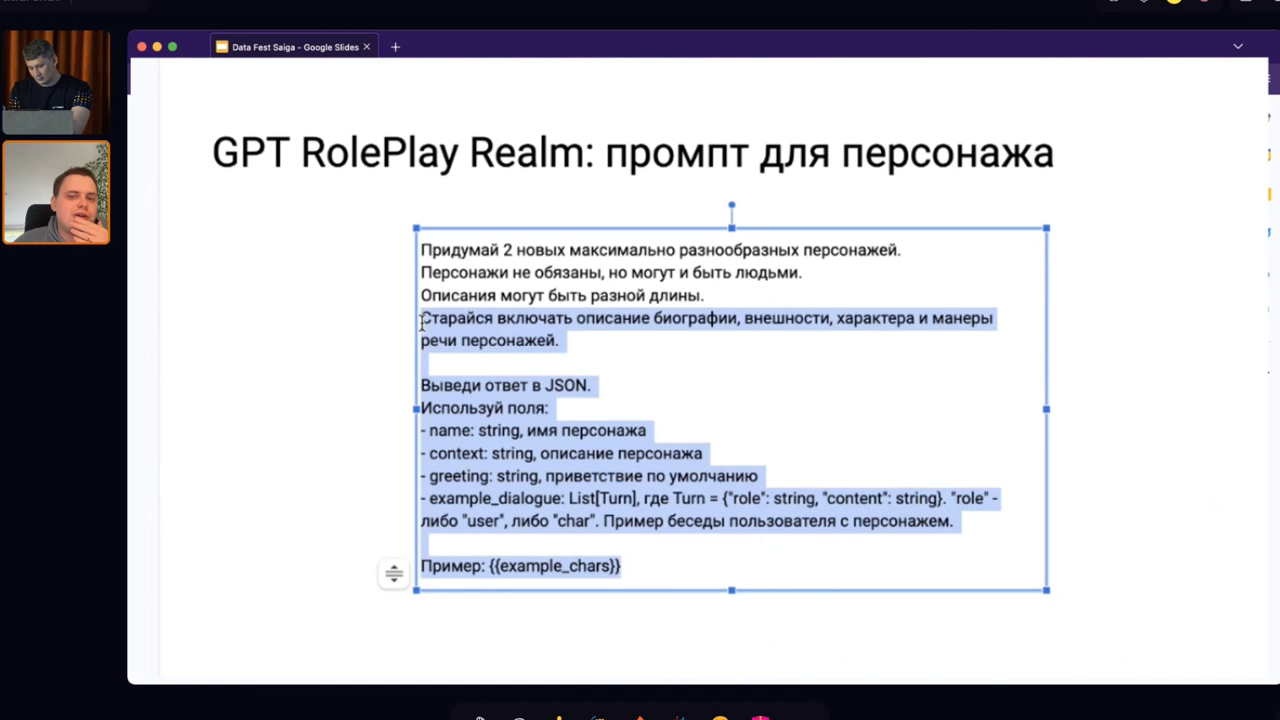 Data Fest Saiga - Google Slides
GPT RolePlay Realm: промпт для персонажа
Придумай 2 новых максимально разнообразных персонажей.
Персонажи не обязаны, но могут и быть людьми.
Описания могут быть разной длины.
Старайся включать описание биографии, внешности, характера и манеры
речи персонажей.
Выведи ответ в JSON.
Используй поля:
- name: string, имя персонажа
- context: string, описание персонажа
- greeting: string, приветствие по умолчанию
- example_dialogue: List[Turn], где Turn = {"role": string, "content": string}. "role" -
либо "user", либо "char". Пример беседы пользователя с персонажем.
Пример: {{example_chars}}